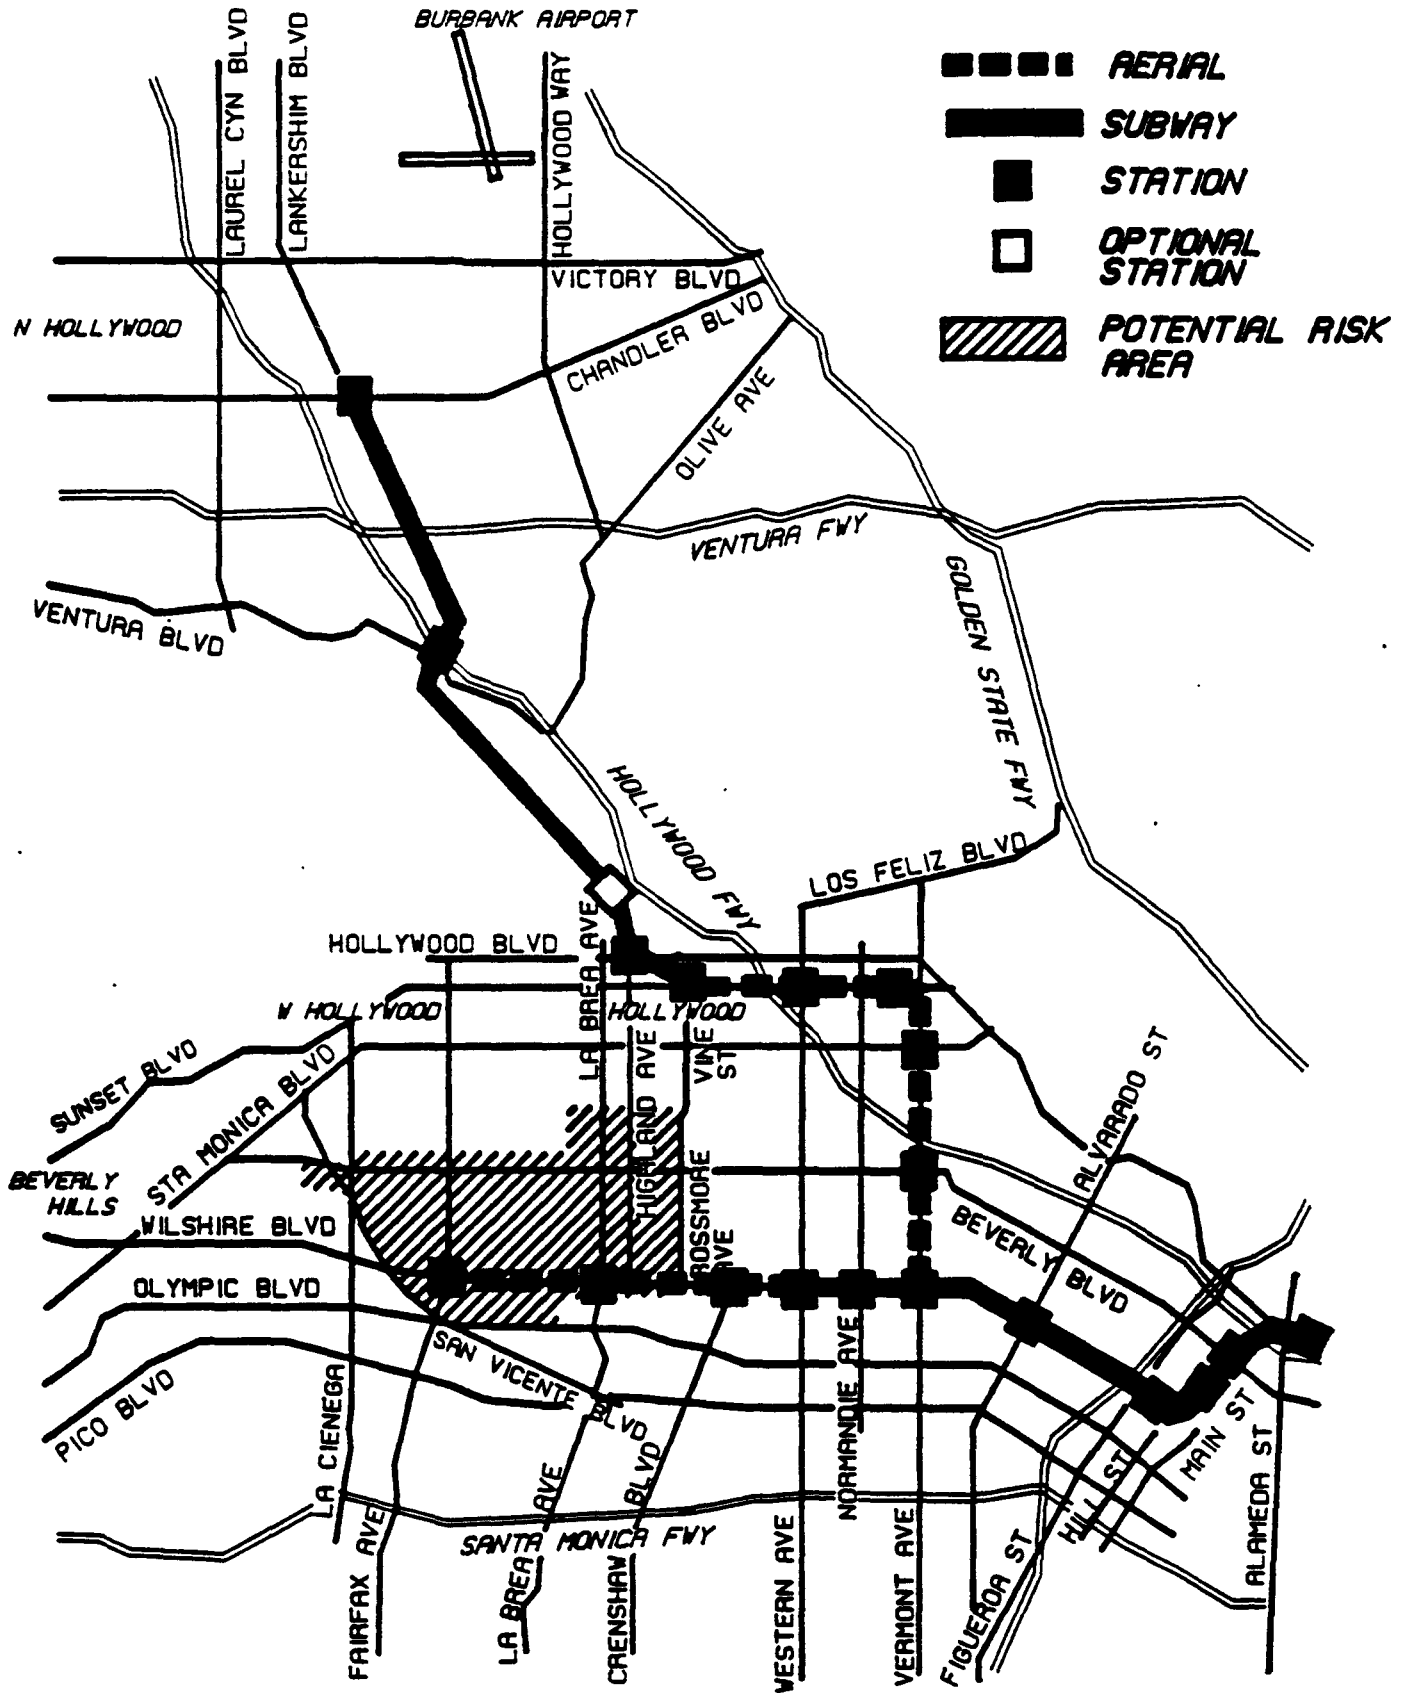 BURBANK AIRPORT
LAUREL CYN BLVD
LANKERSHIM BLVD
HOLLYWOOD WAY
AERIAL
SUBWAY
STATION
OPTIONAL
STATION
POTENTIAL RISK
AREA
VICTORY BLVD
N HOLLYWOOD
CHANDLER BLVD
OLIVE AVE
VENTURA FWY
GOLDEN STATE FWY
VENTURA BLVD
HOLLYWOOD FWY
LOS FELIZ BLVD
HOLLYWOOD BLVD
LA BREA AVE
W HOLLYWOOD
HOLLYWOOD
SUNSET BLVD
STA MONICA BLVD
HIGHLAND AVE
VINE
ST
ALVARADO ST
BEVERLY
HILLS
ROSSMORE
AVE
WILSHIRE BLVD
BEVERLY BLVD
OLYMPIC BLVD
SAN VICENTE BLVD
PICO BLVD
LA CIENEGA
NORMANDIE AVE
MAIN ST
HILL ST
ALAMEDA ST
SANTA MONICA FWY
FAIRFAX AVE
LA BREA AVE
CRENSHAW BLVD
WESTERN AVE
VERMONT AVE
FIGUEROA ST